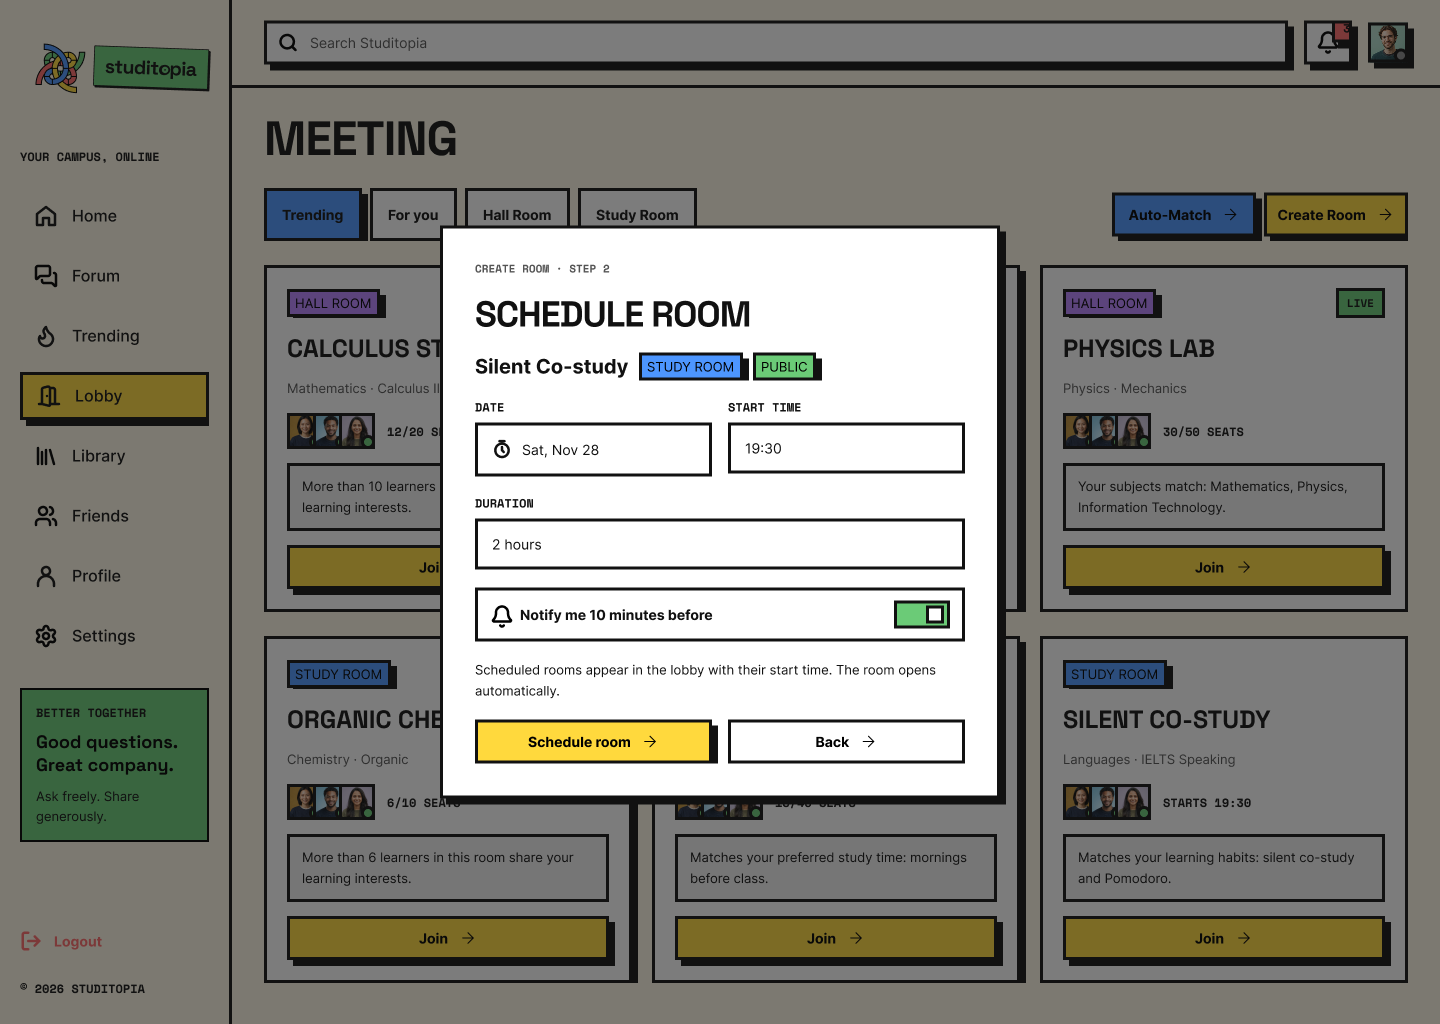 studitopia
YOUR CAMPUS, ONLINE
Home
Forum
Trending
Lobby
Library
Friends
Profile
Settings
BETTER TOGETHER
Good questions.
Great company.
Ask freely. Share
generously.
Logout
© 2026 STUDITOPIA
Search Studitopia
MEETING
Trending
For you
Hall Room
Study Room
Auto-Match
Create Room
HALL ROOM
CALCULUS
Mathematics · Calculus II
12/20
More than 10 learners
learning interests.
HALL ROOM
LIVE
PHYSICS LAB
Physics · Mechanics
30/50 SEATS
Your subjects match: Mathematics, Physics,
Information Technology.
Join
CREATE ROOM · STEP 2
SCHEDULE ROOM
Silent Co-study
STUDY ROOM
PUBLIC
DATE
START TIME
Sat, Nov 28
19:30
DURATION
2 hours
Notify me 10 minutes before
Scheduled rooms appear in the lobby with their start time. The room opens
automatically.
Schedule room
Back
STUDY ROOM
ORGANIC
Chemistry · Organic
6/10 SEATS
More than 6 learners in this room share your
learning interests.
Join
Matches your preferred study time: mornings
before class.
Join
STUDY ROOM
SILENT CO-STUDY
Languages · IELTS Speaking
STARTS 19:30
Matches your learning habits: silent co-study
and Pomodoro.
Join